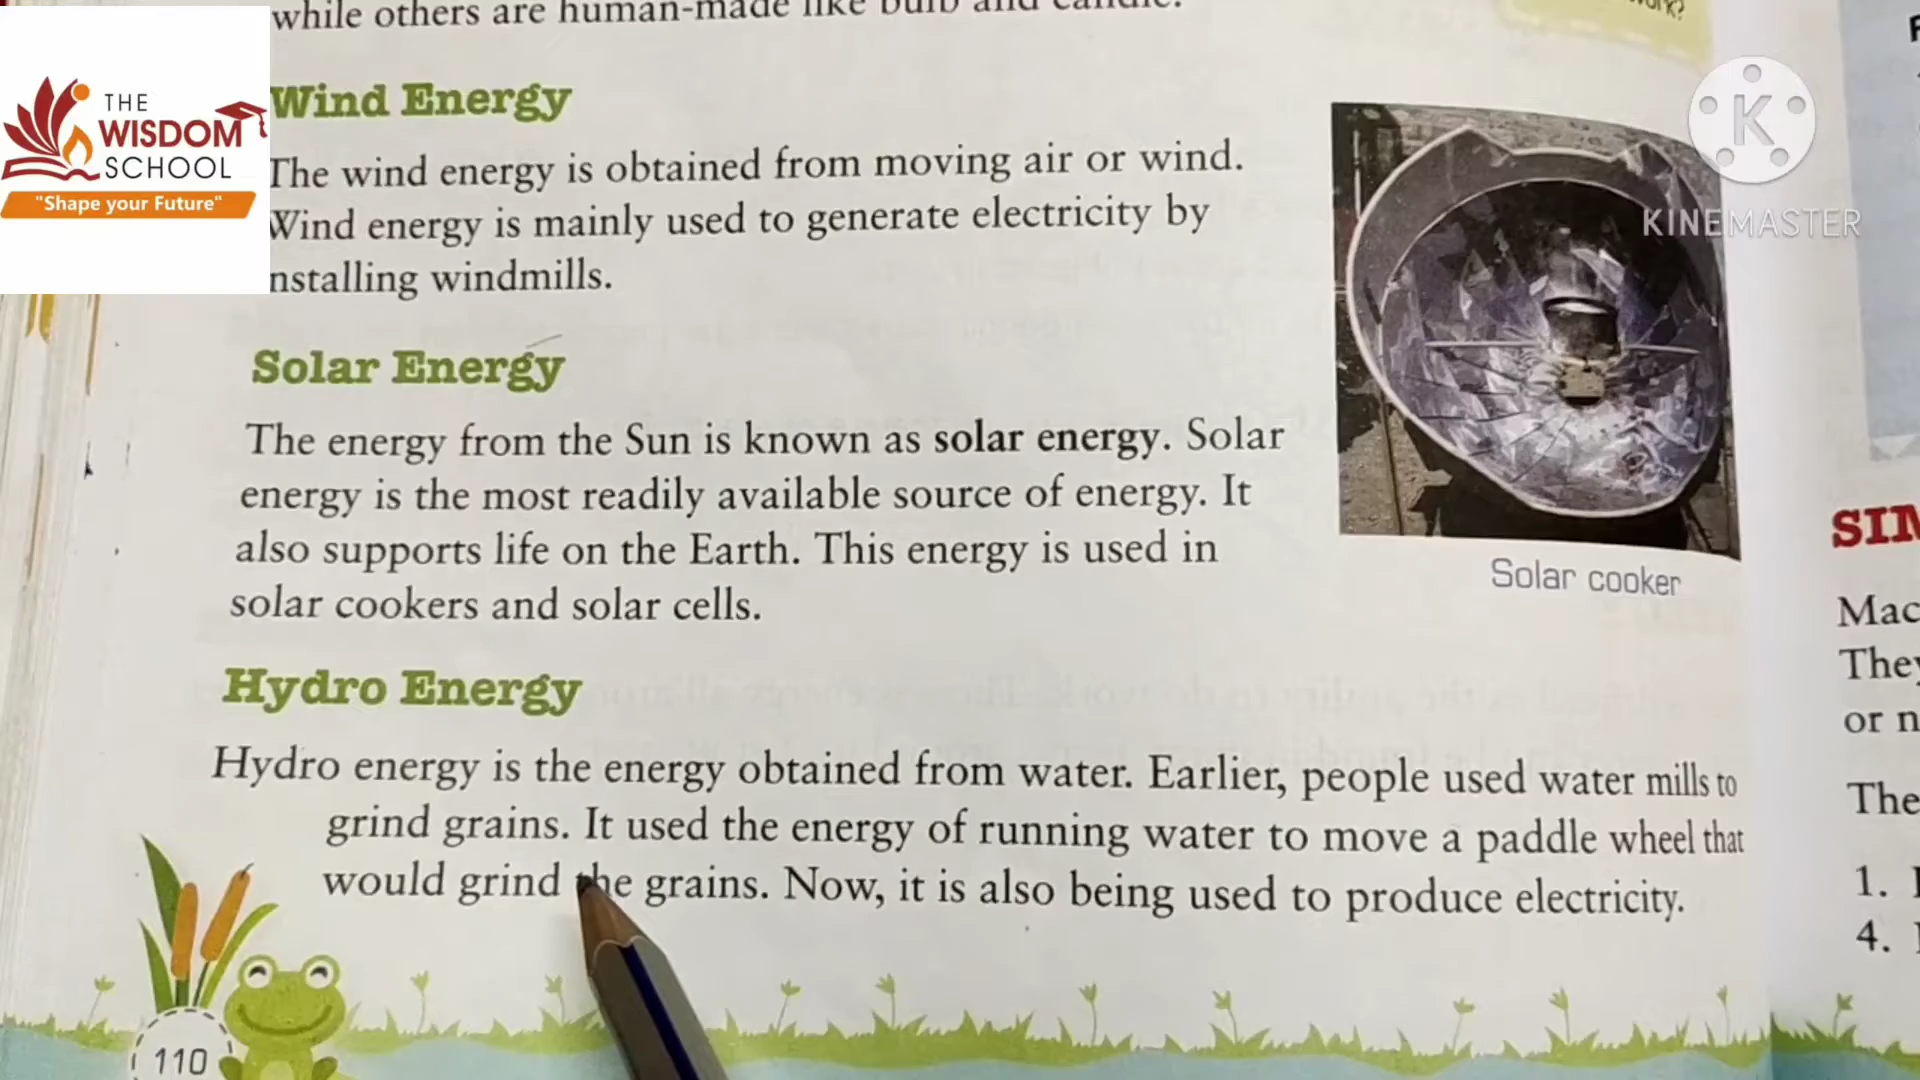 while others are human-made like bulb and candle.
work?
THE
WISDOM
SCHOOL
"Shape your Future"
Wind Energy
The wind energy is obtained from moving air or wind.
Wind energy is mainly used to generate electricity by
nstalling windmills.
K
KINEMASTER
Solar Energy
The energy from the Sun is known as solar energy. Solar
energy is the most readily available source of energy. It
also supports life on the Earth. This energy is used in
solar cookers and solar cells.
Solar cooker
Hydro Energy
Hydro energy is the energy obtained from water. Earlier, people used water mills to
grind grains. It used the energy of running water to move a paddle wheel that
would grind the grains. Now, it is also being used to produce electricity.
110
SIM
Mac
They
or n
The
1.
4.